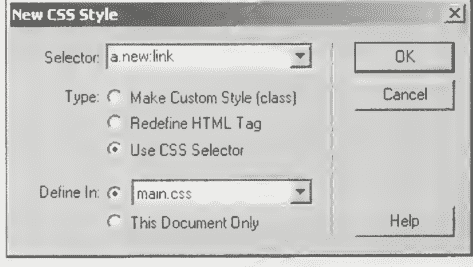 New CSS Style
Selector: a.new:link
OK
Type: Make Custom Style (class)
Cancel
Redefine HTML Tag
Use CSS Selector
Define In: main.css
This Document Only
Help